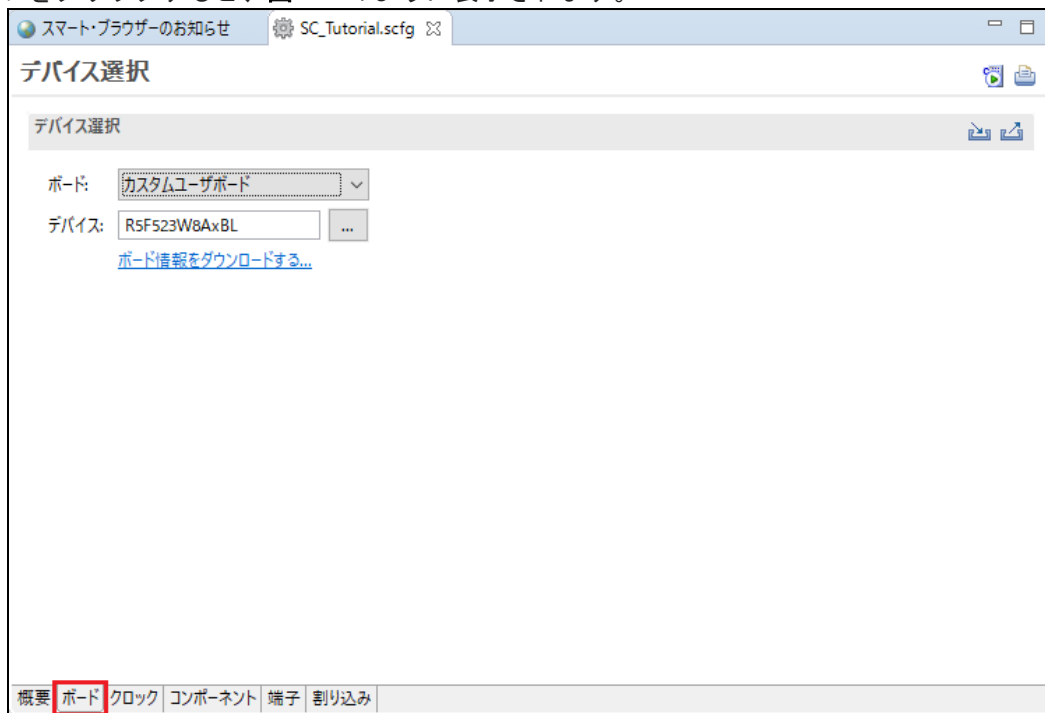 スマート・ブラウザーのお知らせ SC_Tutorial.scfg
デバイス選択
デバイス選択
ボード: カスタムユーザボード
デバイス: R5F523W8AxBL ...
ボード情報をダウンロードする...
概要 ボード クロック コンポーネント 端子 割り込み